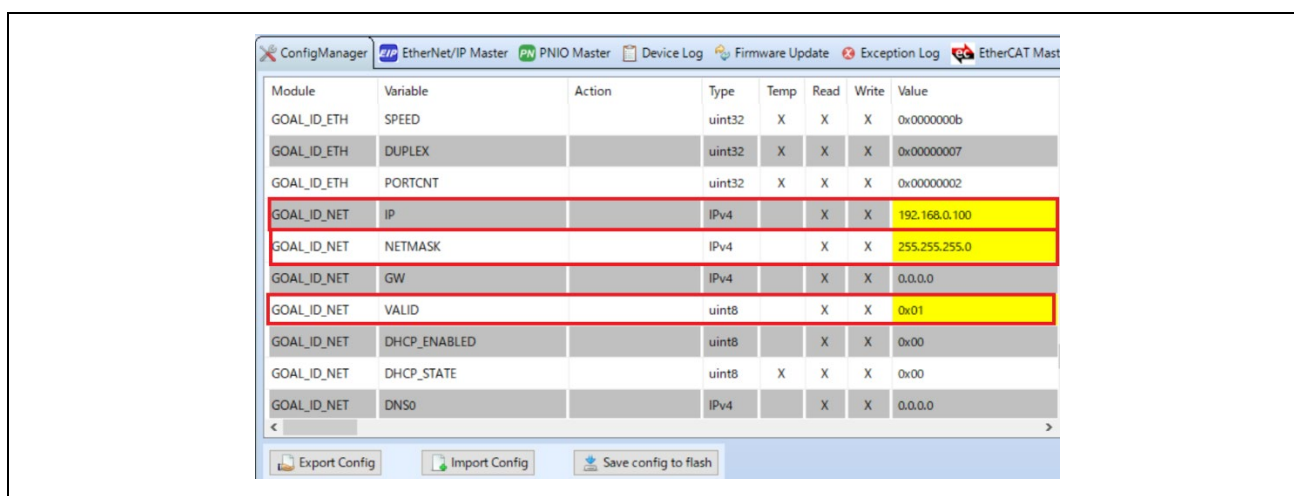 ConfigManager EIP EtherNet/IP Master PN PNIO Master Device Log Firmware Update Exception Log EC EtherCAT Mast
Module Variable Action Type Temp Read Write Value
GOAL_ID_ETH SPEED uint32 X X X 0x0000000b
GOAL_ID_ETH DUPLEX uint32 X X X 0x00000007
GOAL_ID_ETH PORTCNT uint32 X X X 0x00000002
GOAL_ID_NET IP IPv4 X X 192.168.0.100
GOAL_ID_NET NETMASK IPv4 X X 255.255.255.0
GOAL_ID_NET GW IPv4 X X 0.0.0.0
GOAL_ID_NET VALID uint8 X X 0x01
GOAL_ID_NET DHCP_ENABLED uint8 X X 0x00
GOAL_ID_NET DHCP_STATE uint8 X X X 0x00
GOAL_ID_NET DNS0 IPv4 X X 0.0.0.0
Export Config Import Config Save config to flash